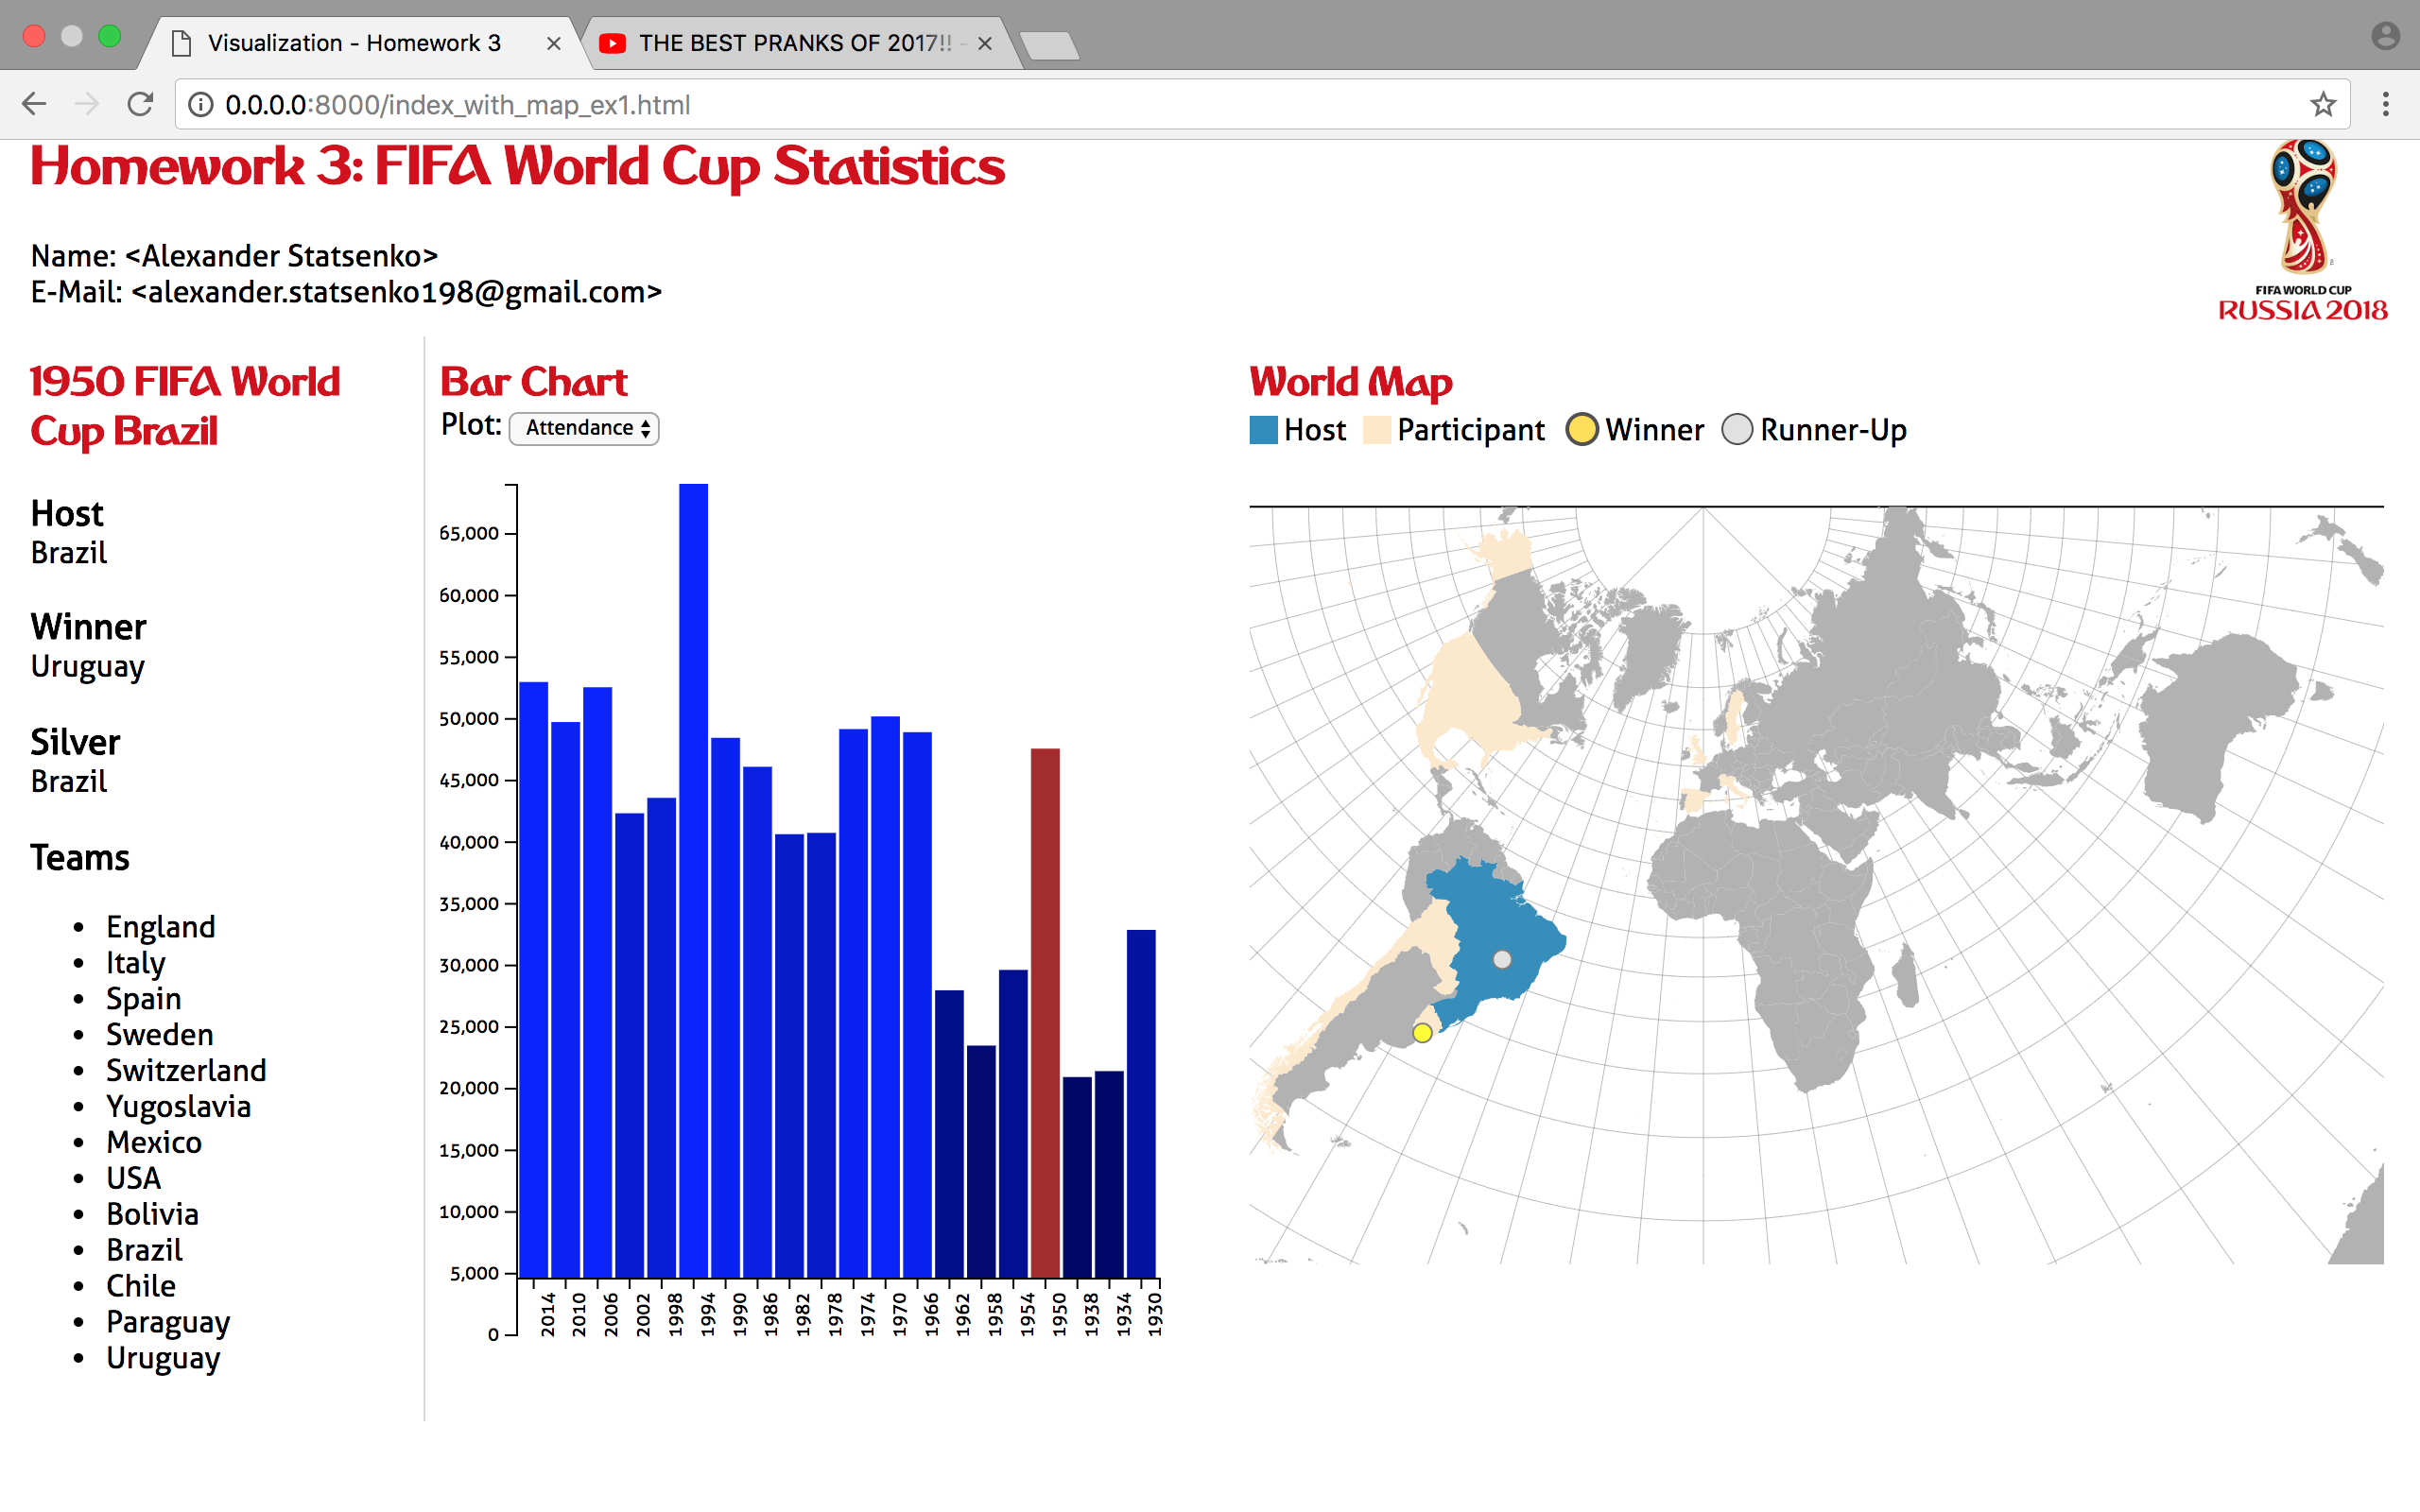 Visualization - Homework 3
THE BEST PRANKS OF 2017!! -
0.0.0.0:8000/index_with_map_ex1.html
Homework 3: FIFA World Cup Statistics
Name: <Alexander Statsenko>
E-Mail: <alexander.statsenko198@gmail.com>
FIFA WORLD CUP
RUSSIA 2018
1950 FIFA World
Cup Brazil
Host
Brazil
Winner
Uruguay
Silver
Brazil
Teams
England
Italy
Spain
Sweden
Switzerland
Yugoslavia
Mexico
USA
Bolivia
Brazil
Chile
Paraguay
Uruguay
Bar Chart
Plot: Attendance
65,000
60,000
55,000
50,000
45,000
40,000
35,000
30,000
25,000
20,000
15,000
10,000
5,000
0
2014 2010 2006 2002 1998 1994 1990 1986 1982 1978 1974 1970 1966 1962 1958 1954 1950 1938 1934 1930
World Map
Host Participant Winner Runner-Up